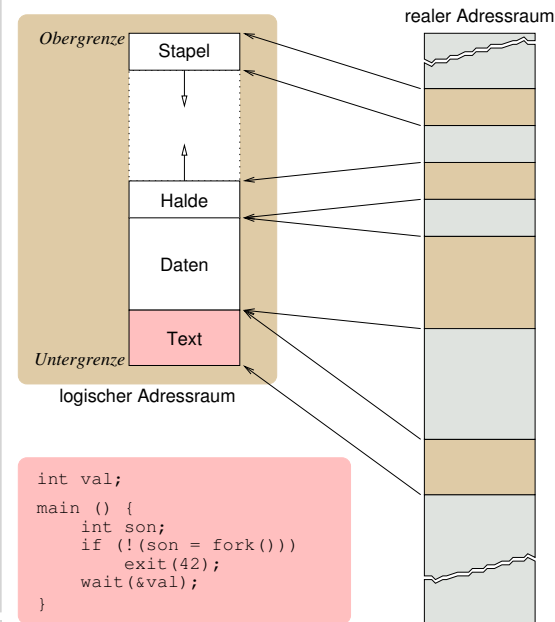 realer Adressraum
Obergrenze
Stapel
Halde
Daten
Text
Untergrenze
logischer Adressraum
int val;
main () {
    int son;
    if (!(son = fork()))
        exit(42);
    wait(&val);
}